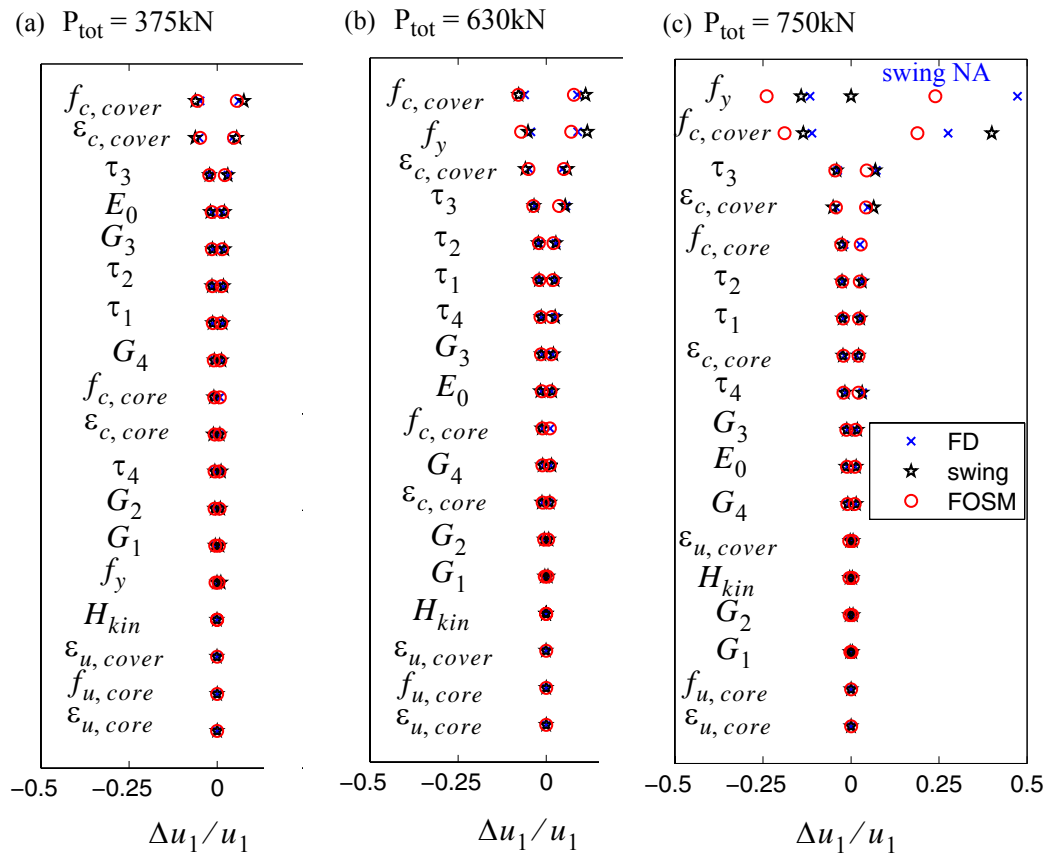 (a) P_tot = 375kN
f_c, cover
ε_c, cover
τ_3
E_0
G_3
τ_2
τ_1
G_4
f_c, core
ε_c, core
τ_4
G_2
G_1
f_y
H_kin
ε_u, cover
f_u, core
ε_u, core
−0.5 −0.25 0
Δu_1/u_1
(b) P_tot = 630kN
f_c, cover
f_y
ε_c, cover
τ_3
τ_2
τ_1
τ_4
G_3
E_0
f_c, core
G_4
ε_c, core
G_2
G_1
H_kin
ε_u, cover
f_u, core
ε_u, core
−0.5 −0.25 0
Δu_1/u_1
(c) P_tot = 750kN
swing NA
f_y
f_c, cover
τ_3
ε_c, cover
f_c, core
τ_2
τ_1
ε_c, core
τ_4
G_3
E_0
G_4
ε_u, cover
H_kin
G_2
G_1
f_u, core
ε_u, core
FD
swing
FOSM
−0.5 −0.25 0 0.25 0.5
Δu_1/u_1